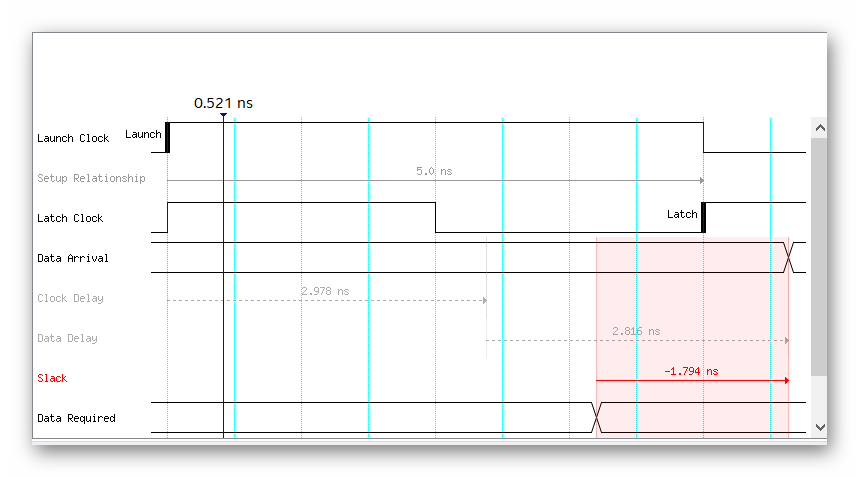 0.521 ns
Launch Clock Launch
Setup Relationship 5.0 ns
Latch Clock Latch
Data Arrival
Clock Delay 2.978 ns
Data Delay 2.816 ns
Slack -1.794 ns
Data Required